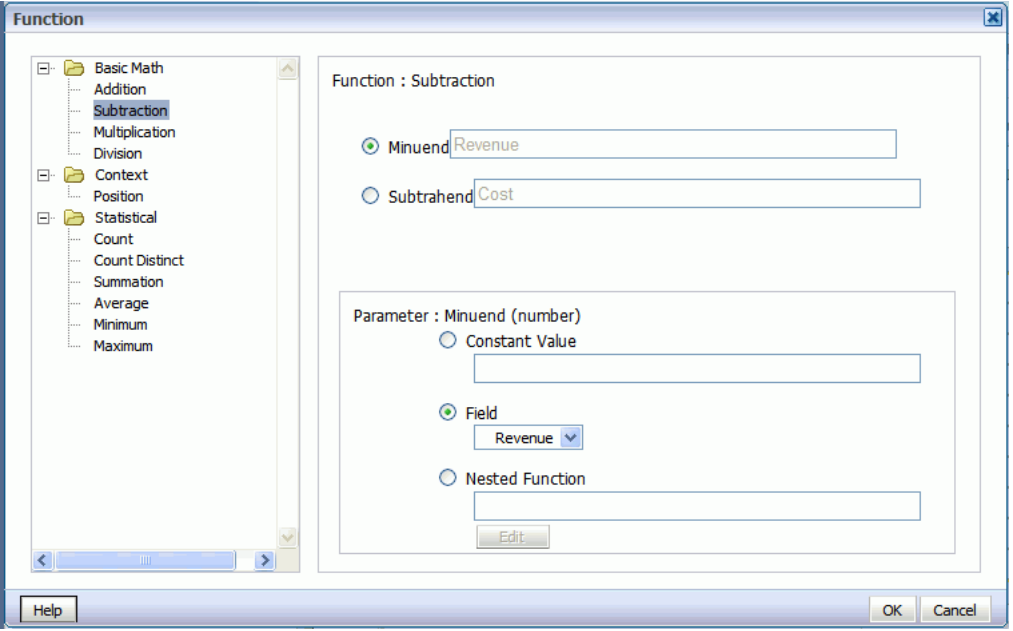 Function
Basic Math
Addition
Subtraction
Multiplication
Division
Context
Position
Statistical
Count
Count Distinct
Summation
Average
Minimum
Maximum
Function : Subtraction
Minuend Revenue
Subtrahend Cost
Parameter : Minuend (number)
Constant Value
Field
Revenue
Nested Function
Edit
Help OK Cancel